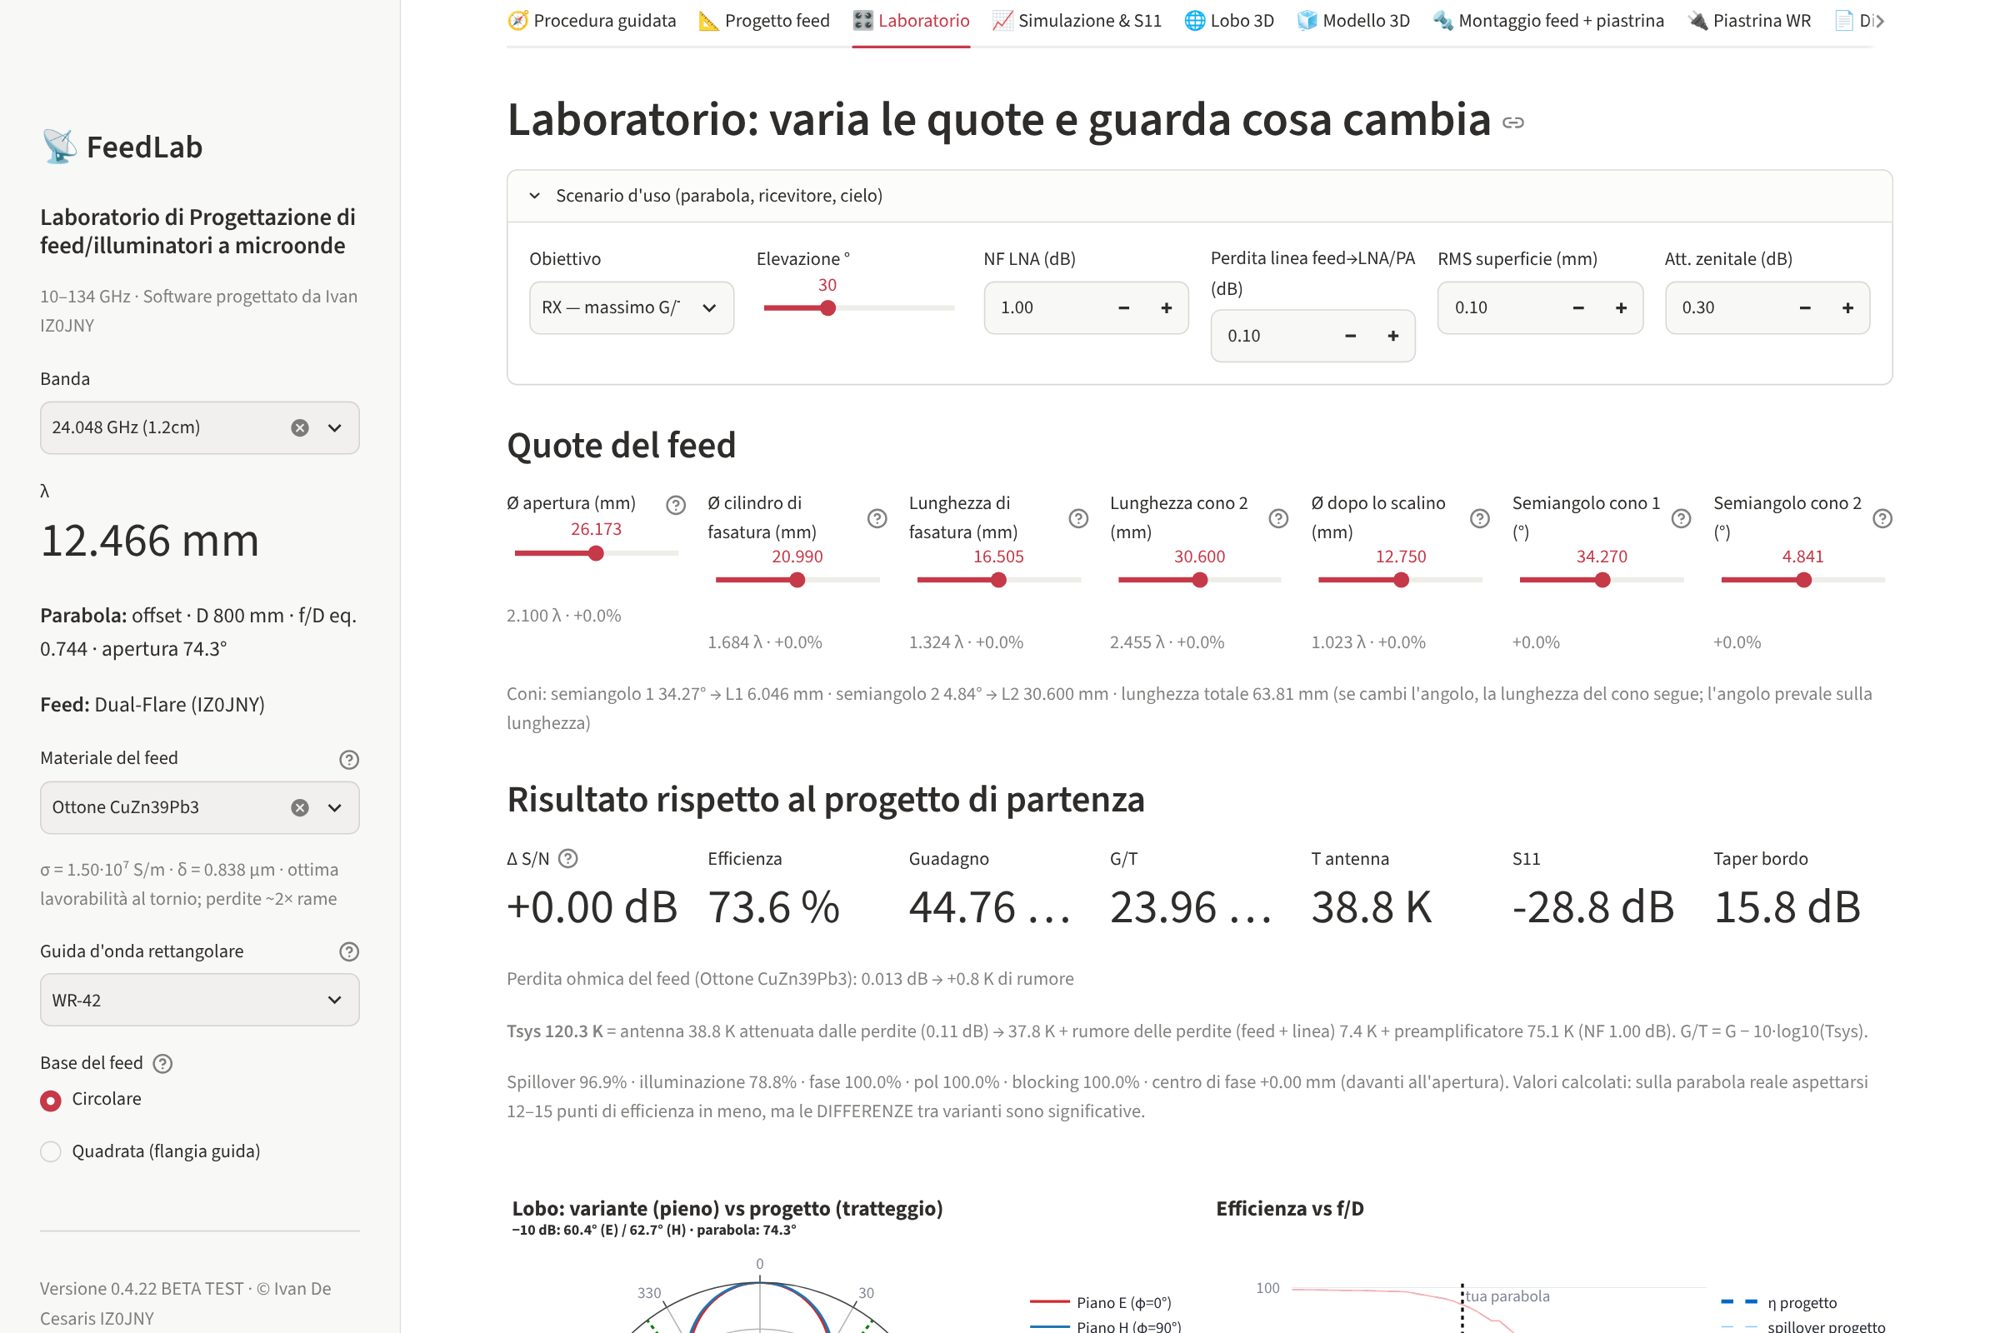 🧭 Procedura guidata
📐 Progetto feed
🎛️ Laboratorio
📈 Simulazione & S11
🌐 Lobo 3D
🧊 Modello 3D
🔩 Montaggio feed + piastrina
🔌 Piastrina WR
📄 Di
📡 FeedLab
Laboratorio di Progettazione di
feed/illuminatori a microonde
10–134 GHz · Software progettato da Ivan
IZ0JNY
Banda
24.048 GHz (1.2cm)
λ
12.466 mm
Parabola: offset · D 800 mm · f/D eq.
0.744 · apertura 74.3°
Feed: Dual-Flare (IZ0JNY)
Materiale del feed
Ottone CuZn39Pb3
σ = 1.50·10⁷ S/m · δ = 0.838 µm · ottima
lavorabilità al tornio; perdite ~2× rame
Guida d'onda rettangolare
WR-42
Base del feed
Circolare
Quadrata (flangia guida)
Versione 0.4.22 BETA TEST · © Ivan De
Cesaris IZ0JNY
Laboratorio: varia le quote e guarda cosa cambia
Scenario d'uso (parabola, ricevitore, cielo)
Obiettivo
RX — massimo G/T
Elevazione °
30
NF LNA (dB)
1.00
Perdita linea feed→LNA/PA
(dB)
0.10
RMS superficie (mm)
0.10
Att. zenitale (dB)
0.30
Quote del feed
Ø apertura (mm)
26.173
2.100 λ · +0.0%
Ø cilindro di
fasatura (mm)
20.990
1.684 λ · +0.0%
Lunghezza di
fasatura (mm)
16.505
1.324 λ · +0.0%
Lunghezza cono 2
(mm)
30.600
2.455 λ · +0.0%
Ø dopo lo scalino
(mm)
12.750
1.023 λ · +0.0%
Semiangolo cono 1
(°)
34.270
+0.0%
Semiangolo cono 2
(°)
4.841
+0.0%
Coni: semiangolo 1 34.27° → L1 6.046 mm · semiangolo 2 4.84° → L2 30.600 mm · lunghezza totale 63.81 mm (se cambi l'angolo, la lunghezza del cono segue; l'angolo prevale sulla
lunghezza)
Risultato rispetto al progetto di partenza
Δ S/N
+0.00 dB
Efficienza
73.6 %
Guadagno
44.76 …
G/T
23.96 …
T antenna
38.8 K
S11
-28.8 dB
Taper bordo
15.8 dB
Perdita ohmica del feed (Ottone CuZn39Pb3): 0.013 dB → +0.8 K di rumore
Tsys 120.3 K = antenna 38.8 K attenuata dalle perdite (0.11 dB) → 37.8 K + rumore delle perdite (feed + linea) 7.4 K + preamplificatore 75.1 K (NF 1.00 dB). G/T = G − 10·log10(Tsys).
Spillover 96.9% · illuminazione 78.8% · fase 100.0% · pol 100.0% · blocking 100.0% · centro di fase +0.00 mm (davanti all'apertura). Valori calcolati: sulla parabola reale aspettarsi
12–15 punti di efficienza in meno, ma le DIFFERENZE tra varianti sono significative.
Lobo: variante (pieno) vs progetto (tratteggio)
−10 dB: 60.4° (E) / 62.7° (H) · parabola: 74.3°
0
330
30
Piano E (φ=0°)
Piano H (φ=90°)
Efficienza vs f/D
100
tua parabola
η progetto
spillover progetto